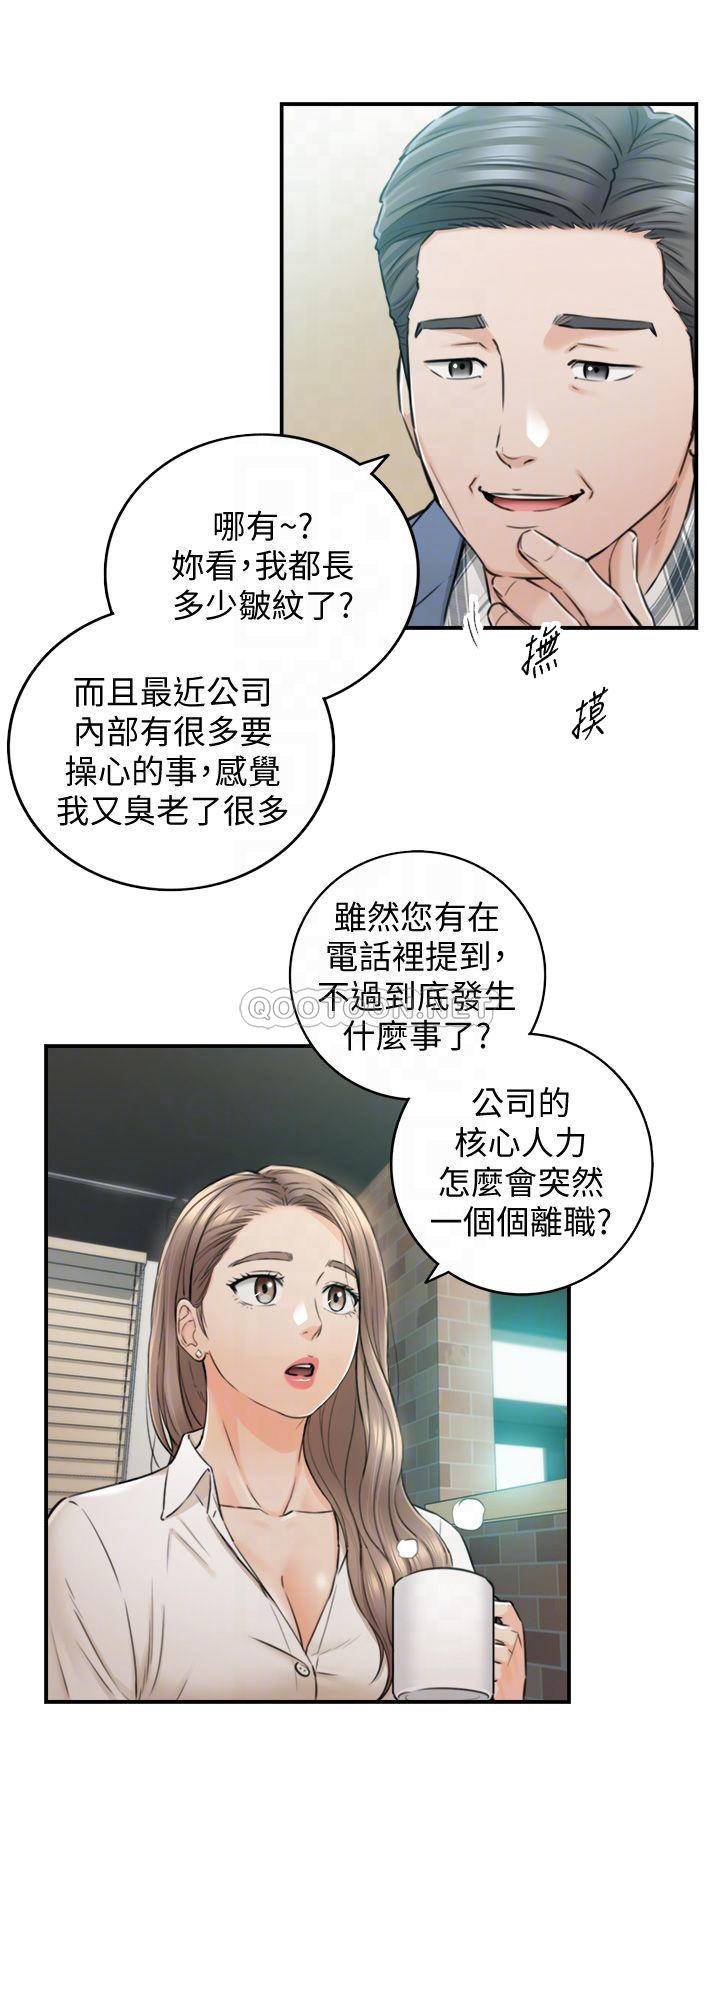 哪有~?
妳看，我都長
多少皺紋了?
而且最近公司
內部有很多要
操心的事，感覺
我又臭老了很多
撫
摸
雖然您有在
電話裡提到，
不過到底發生
什麼事了?
QOOTOON.NET
公司的
核心人力
怎麼會突然
一個個離職?